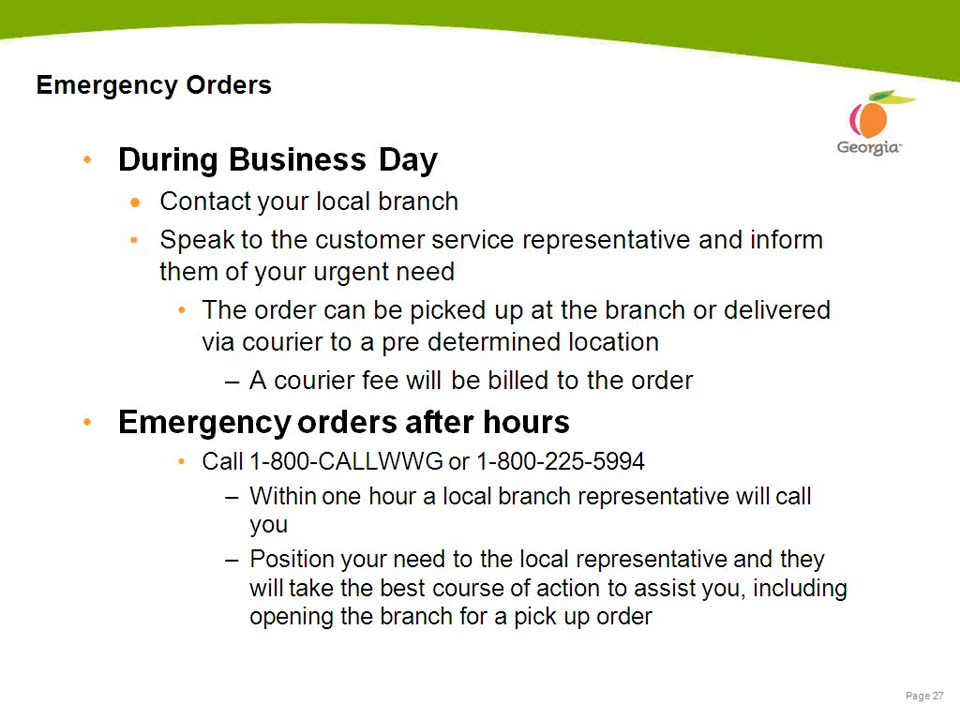 Emergency Orders
Georgia™
• During Business Day
• Contact your local branch
▪ Speak to the customer service representative and inform
them of your urgent need
• The order can be picked up at the branch or delivered
via courier to a pre determined location
– A courier fee will be billed to the order
• Emergency orders after hours
• Call 1-800-CALLWWG or 1-800-225-5994
– Within one hour a local branch representative will call
you
– Position your need to the local representative and they
will take the best course of action to assist you, including
opening the branch for a pick up order
Page 27